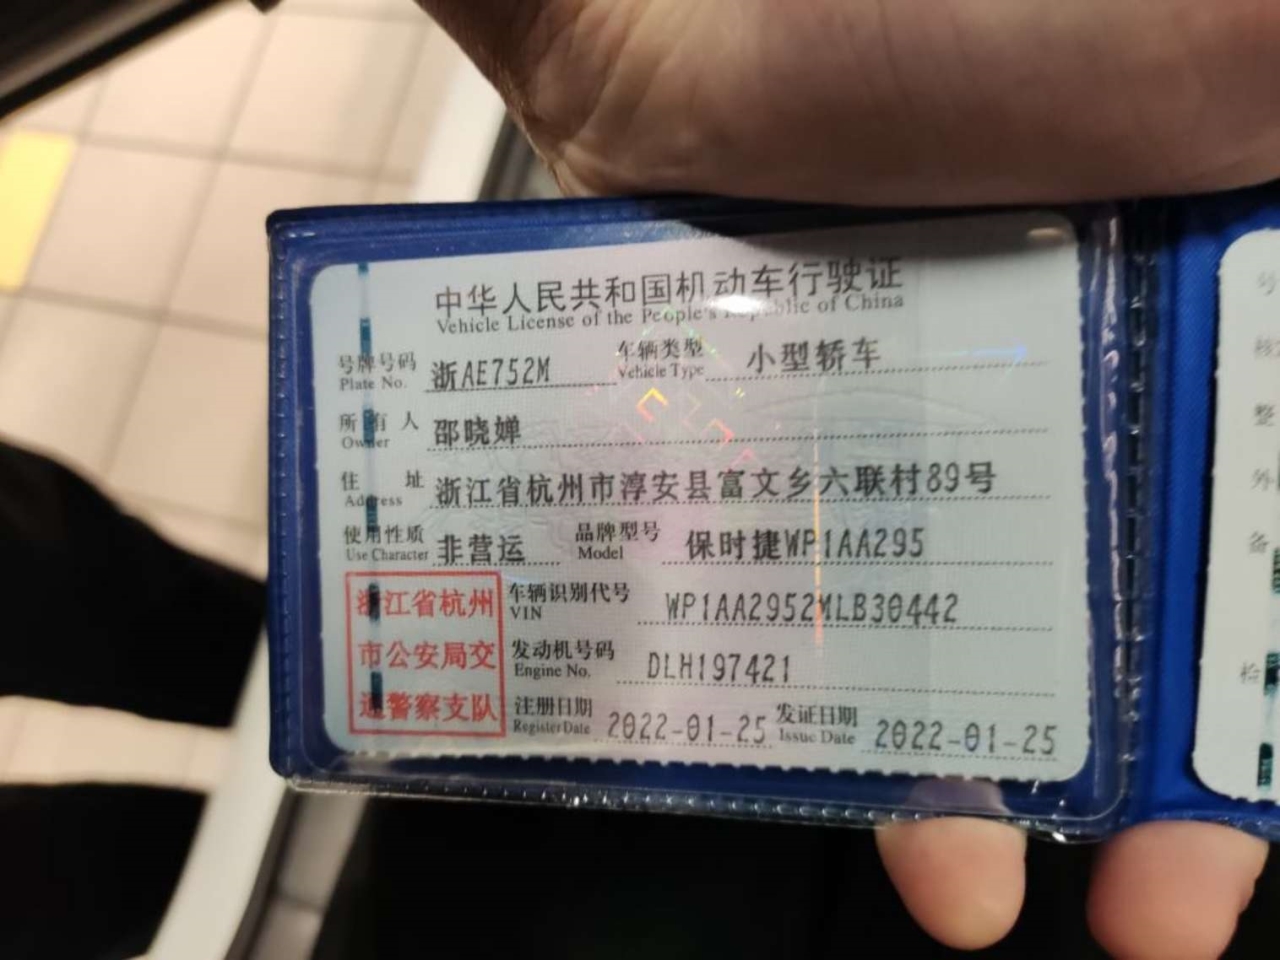 中华人民共和国机动车行驶证
Vehicle License of the People's Republic of China
号牌号码 浙AE752M 车辆类型 小型轿车
Plate No. Vehicle Type
所有人 邵晓婵
Owner
住址 浙江省杭州市淳安县富文乡六联村89号
Address
使用性质 非营运 品牌型号 保时捷WP1AA295
Use Character Model
浙江省杭州
市公安局交
通警察支队
车辆识别代号 WP1AA2952MLB30442
VIN
发动机号码 DLH197421
Engine No.
注册日期 2022-01-25 发证日期 2022-01-25
Register Date Issue Date
号
核
整
外
备
检